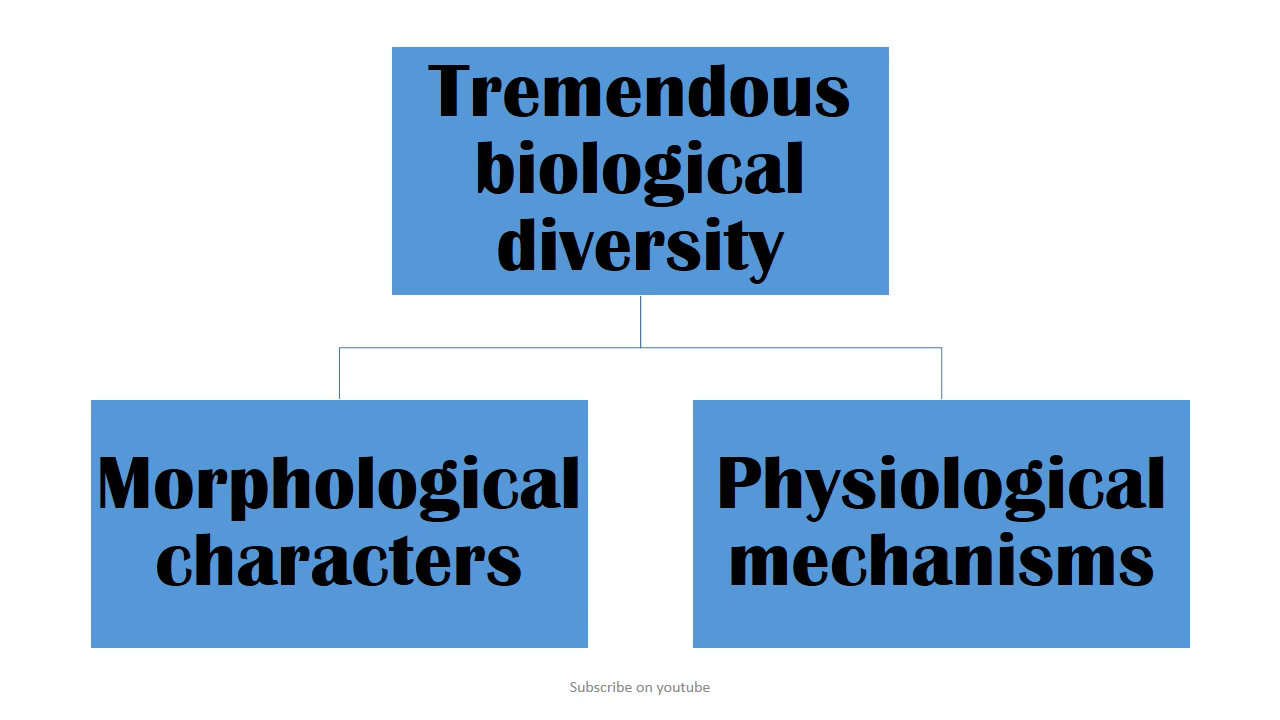 Tremendous
biological
diversity
Morphological
characters
Physiological
mechanisms
Subscribe on youtube